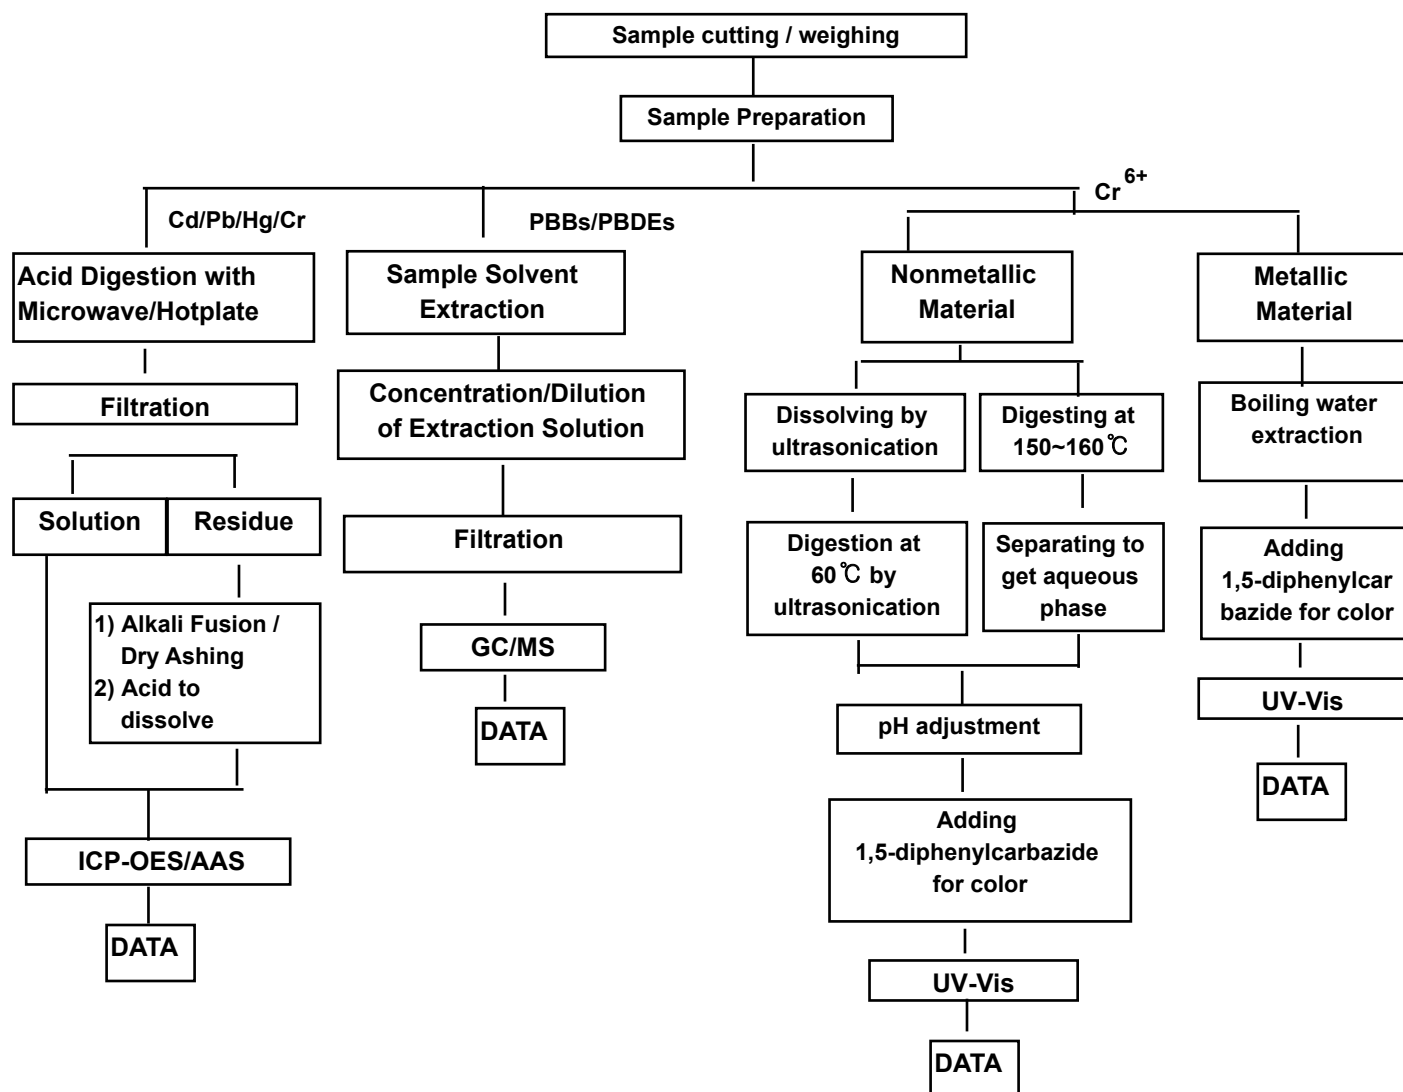 Sample cutting / weighing
Sample Preparation
Cd/Pb/Hg/Cr
PBBs/PBDEs
Cr 6+
Acid Digestion with
Microwave/Hotplate
Filtration
Solution
Residue
1) Alkali Fusion /
Dry Ashing
2) Acid to
dissolve
ICP-OES/AAS
DATA
Sample Solvent
Extraction
Concentration/Dilution
of Extraction Solution
Filtration
GC/MS
DATA
Nonmetallic
Material
Dissolving by
ultrasonication
Digestion at
60℃ by
ultrasonication
Digesting at
150~160℃
Separating to
get aqueous
phase
pH adjustment
Adding
1,5-diphenylcarbazide
for color
UV-Vis
DATA
Metallic
Material
Boiling water
extraction
Adding
1,5-diphenylcar
bazide for color
UV-Vis
DATA